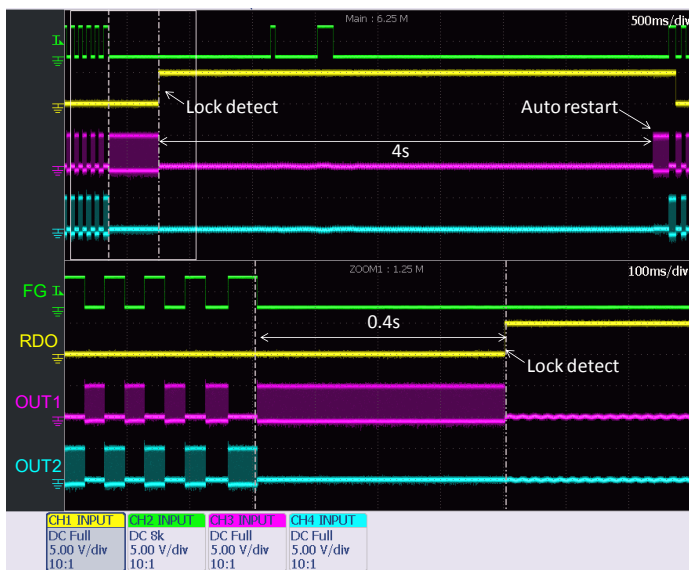 Main : 6.25 M
500ms/div
Lock detect
Auto restart
4s
ZOOM1 : 1.25 M
100ms/div
FG
RDO
0.4s
Lock detect
OUT1
OUT2
CH1 INPUT
DC Full
5.00 V/div
10:1
CH2 INPUT
DC 8k
5.00 V/div
10:1
CH3 INPUT
DC Full
5.00 V/div
10:1
CH4 INPUT
DC Full
5.00 V/div
10:1